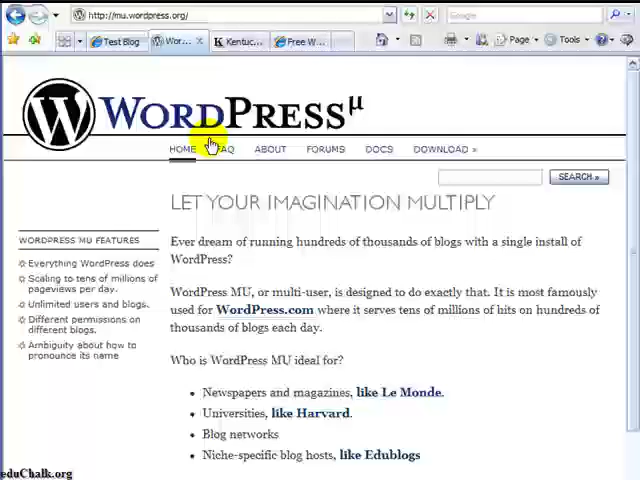 http://mu.wordpress.org/
Google
Test Blog
Wor...
Kentuc...
Free W...
Page
Tools
WORDPRESS µ
HOME FAQ ABOUT FORUMS DOCS DOWNLOAD »
SEARCH »
LET YOUR IMAGINATION MULTIPLY
WORDPRESS MU FEATURES
Everything WordPress does
Scaling to tens of millions of
pageviews per day.
Unlimited users and blogs.
Different permissions on
different blogs.
Ambiguity about how to
pronounce its name
Ever dream of running hundreds of thousands of blogs with a single install of
WordPress?
WordPress MU, or multi-user, is designed to do exactly that. It is most famously
used for WordPress.com where it serves tens of millions of hits on hundreds of
thousands of blogs each day.
Who is WordPress MU ideal for?
Newspapers and magazines, like Le Monde.
Universities, like Harvard.
Blog networks
Niche-specific blog hosts, like Edublogs
eduChalk.org